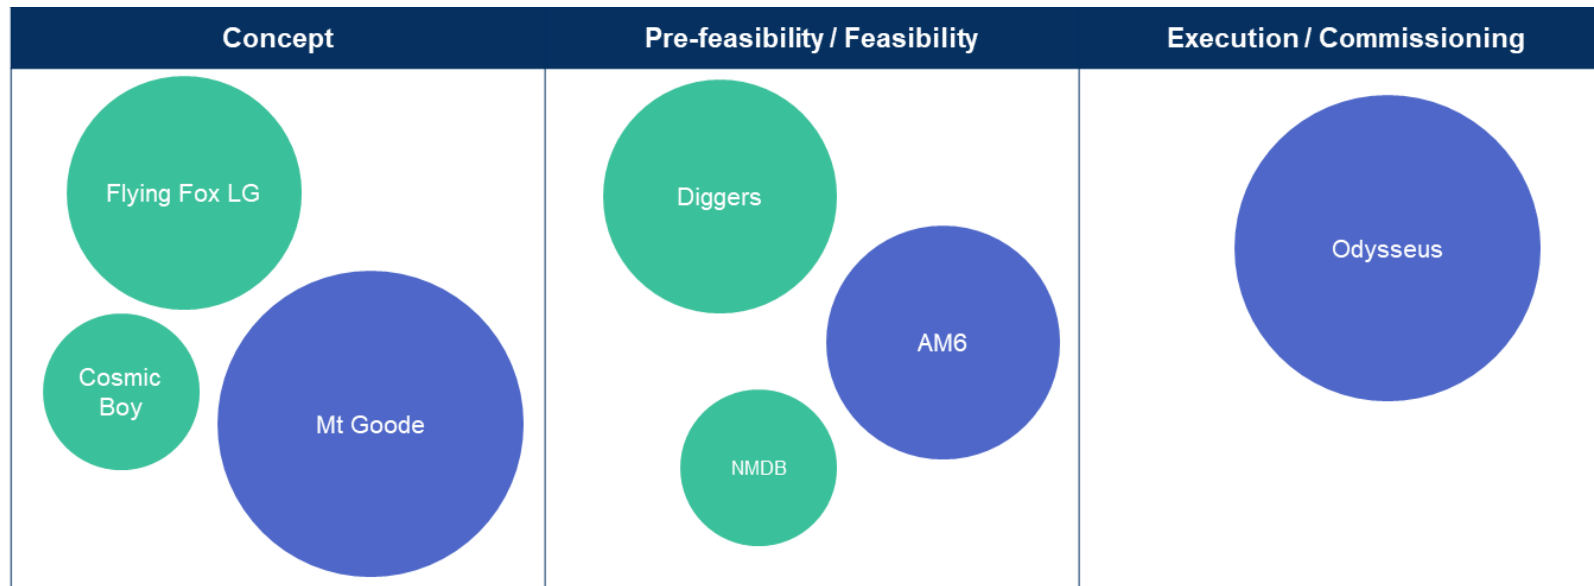 Concept
Pre-feasibility / Feasibility
Execution / Commissioning
Flying Fox LG
Cosmic
Boy
Mt Goode
Diggers
AM6
NMDB
Odysseus